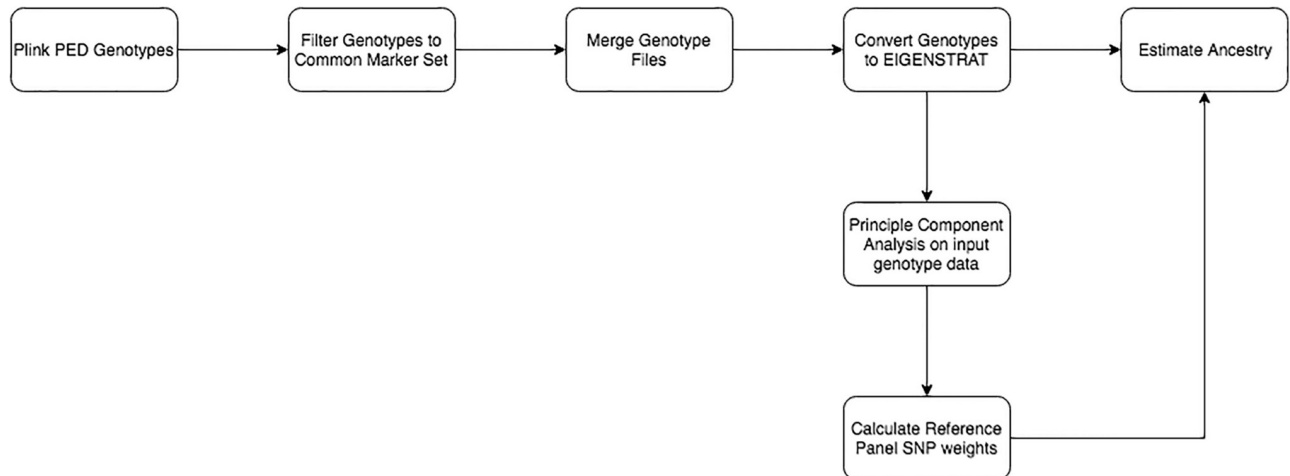 Plink PED Genotypes
Filter Genotypes to
Common Marker Set
Merge Genotype
Files
Convert Genotypes
to EIGENSTRAT
Estimate Ancestry
Principle Component
Analysis on input
genotype data
Calculate Reference
Panel SNP weights